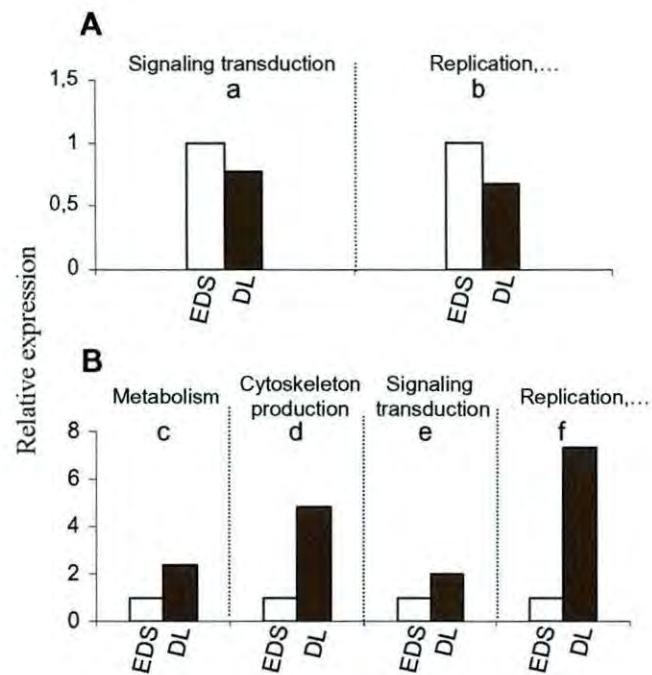 A
Signaling transduction Replication,...
a b
1,5
1
0,5
0
EDS DL EDS DL
Relative expression
B
Metabolism Cytoskeleton production Signaling transduction Replication,...
c d e f
8
6
4
2
0
EDS DL EDS DL EDS DL EDS DL